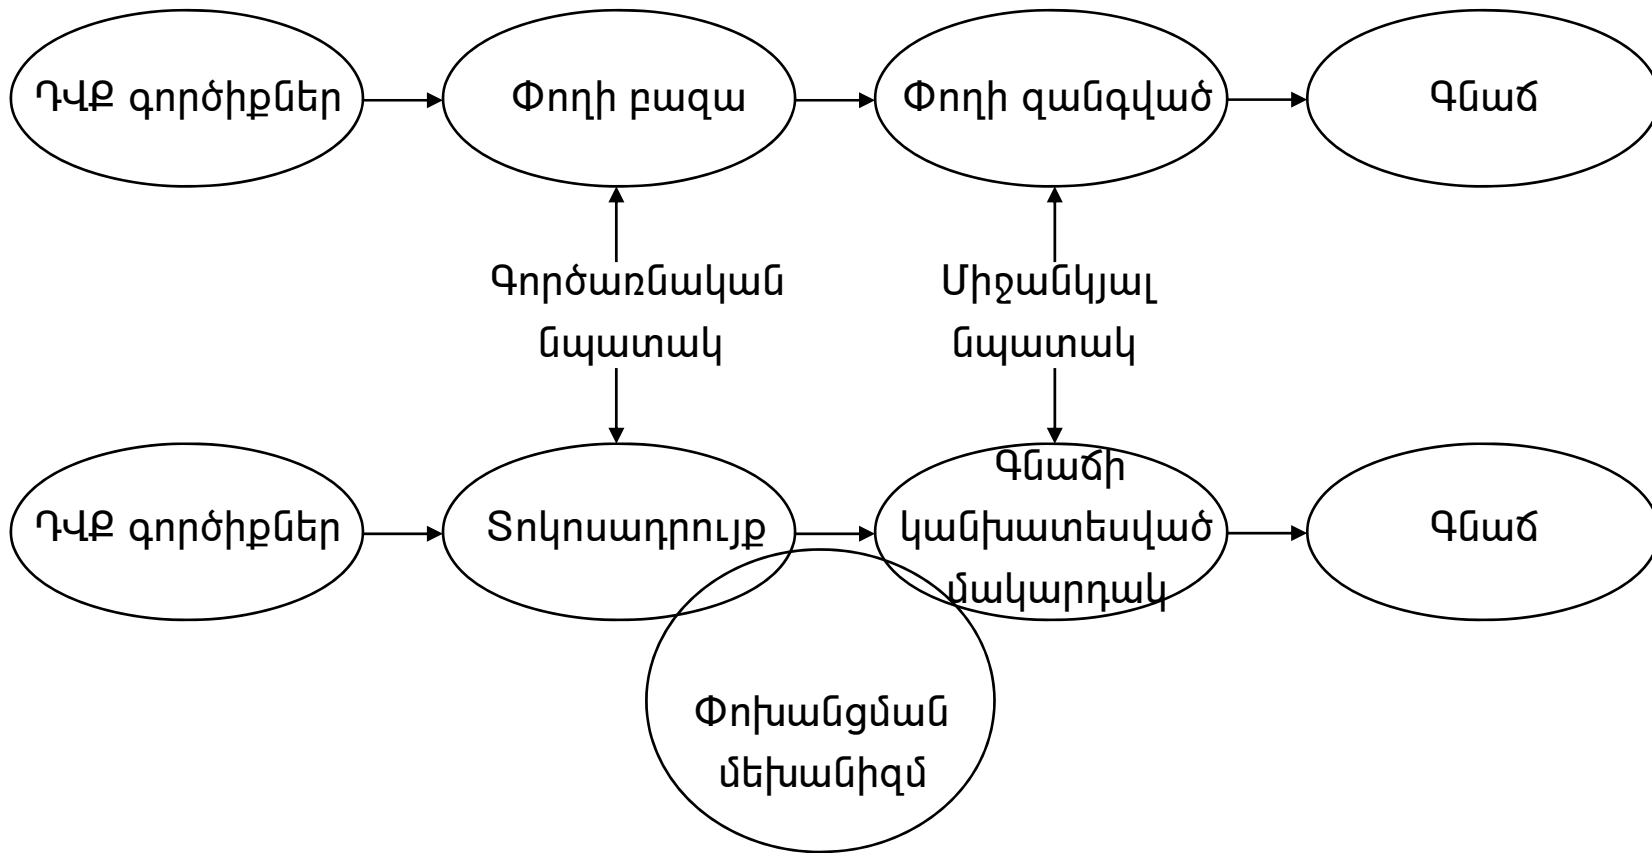 ԴՎՔ գործիքներ
Փողի բազա
Փողի զանգված
Գնաճ
Գործառնական
նպատակ
Միջանկյալ
նպատակ
ԴՎՔ գործիքներ
Տոկոսադրույք
Գնաճի
կանխատեսված
մակարդակ
Գնաճ
Փոխանցման
մեխանիզմ